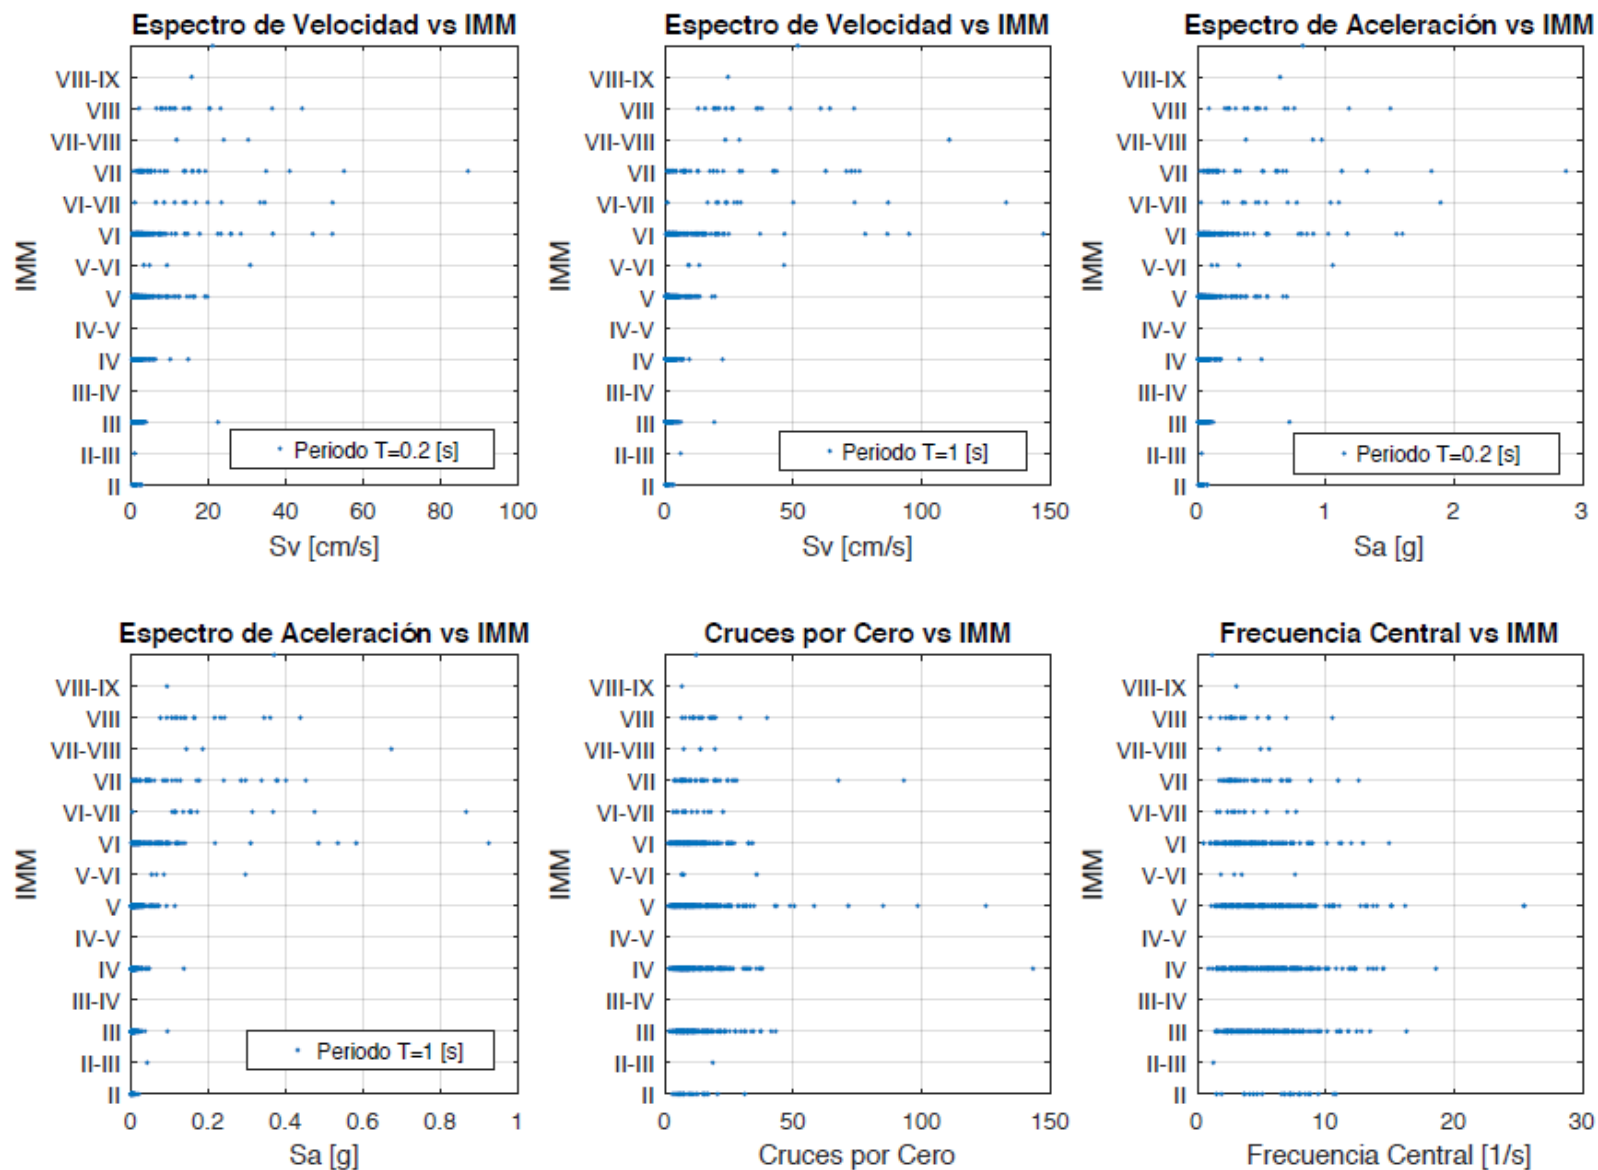 Espectro de Velocidad vs IMM
VIII-IX
VIII
VII-VIII
VII
VI-VII
VI
V-VI
V
IV-V
IV
III-IV
III
II-III
II
IMM
Periodo T=0.2 [s]
0 20 40 60 80 100
Sv [cm/s]
Espectro de Velocidad vs IMM
VIII-IX
VIII
VII-VIII
VII
VI-VII
VI
V-VI
V
IV-V
IV
III-IV
III
II-III
II
IMM
Periodo T=1 [s]
0 50 100 150
Sv [cm/s]
Espectro de Aceleración vs IMM
VIII-IX
VIII
VII-VIII
VII
VI-VII
VI
V-VI
V
IV-V
IV
III-IV
III
II-III
II
IMM
Periodo T=0.2 [s]
0 1 2 3
Sa [g]
Espectro de Aceleración vs IMM
VIII-IX
VIII
VII-VIII
VII
VI-VII
VI
V-VI
V
IV-V
IV
III-IV
III
II-III
II
IMM
Periodo T=1 [s]
0 0.2 0.4 0.6 0.8 1
Sa [g]
Cruces por Cero vs IMM
VIII-IX
VIII
VII-VIII
VII
VI-VII
VI
V-VI
V
IV-V
IV
III-IV
III
II-III
II
IMM
0 50 100 150
Cruces por Cero
Frecuencia Central vs IMM
VIII-IX
VIII
VII-VIII
VII
VI-VII
VI
V-VI
V
IV-V
IV
III-IV
III
II-III
II
IMM
0 10 20 30
Frecuencia Central [1/s]